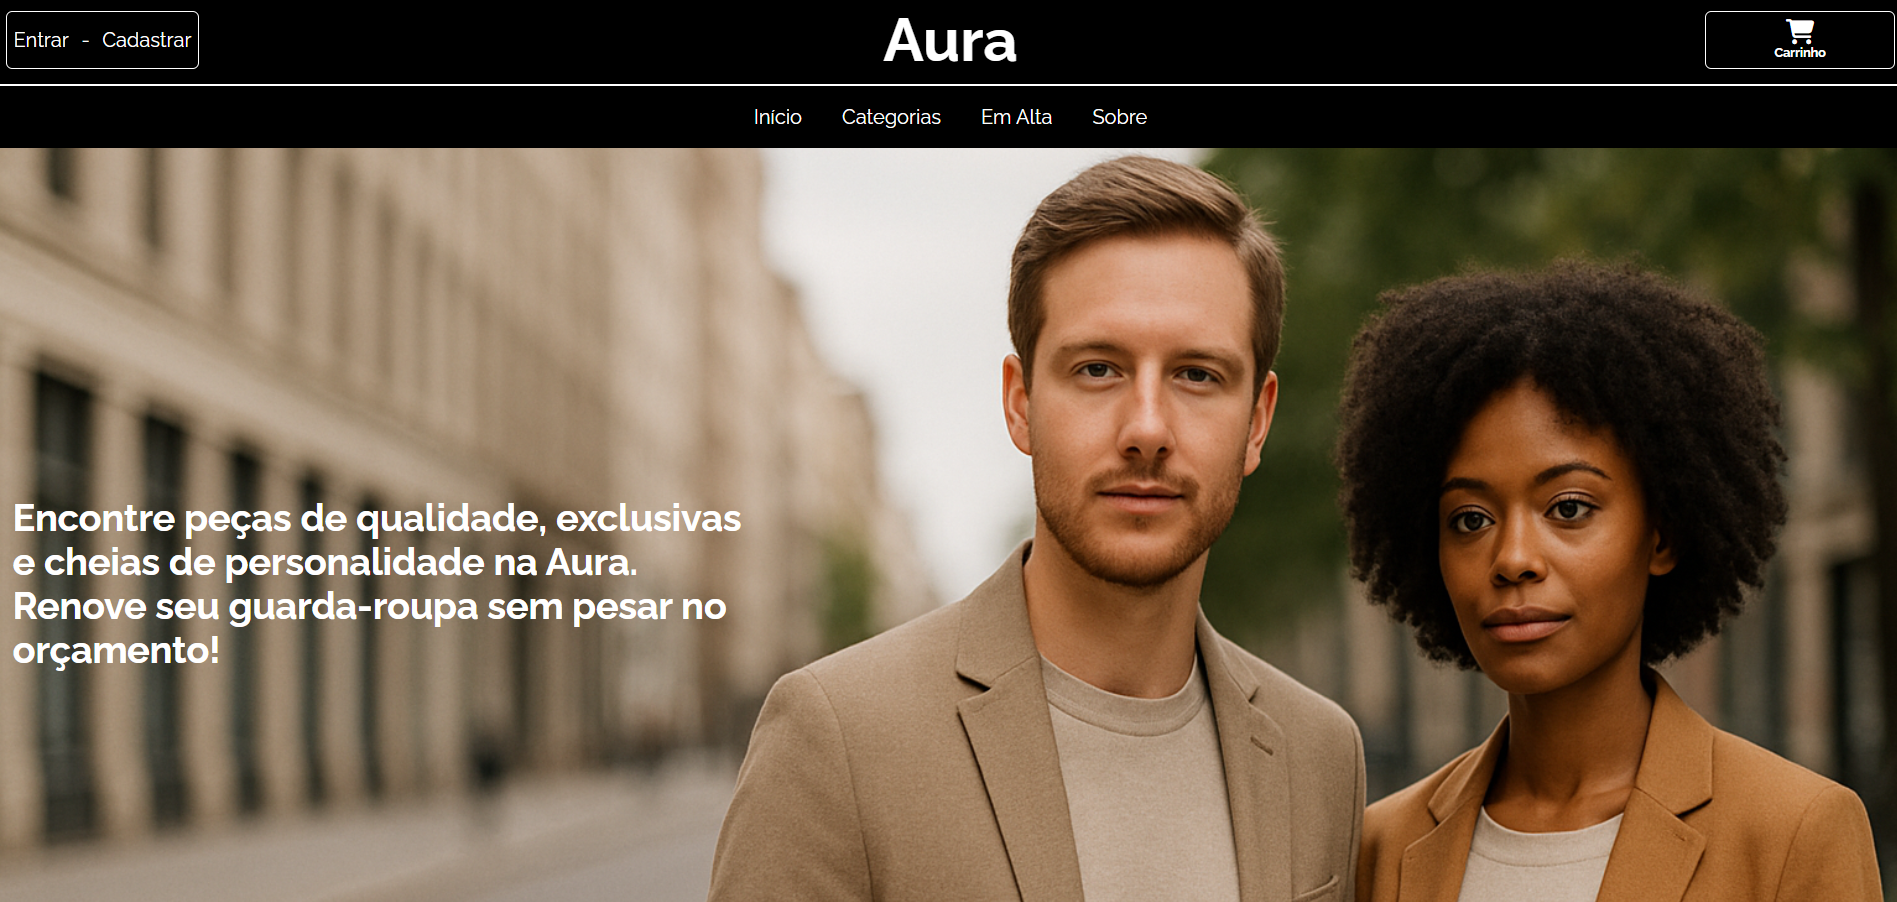 Entrar - Cadastrar
Aura
Carrinho
Início Categorias Em Alta Sobre
Encontre peças de qualidade, exclusivas
e cheias de personalidade na Aura.
Renove seu guarda-roupa sem pesar no
orçamento!